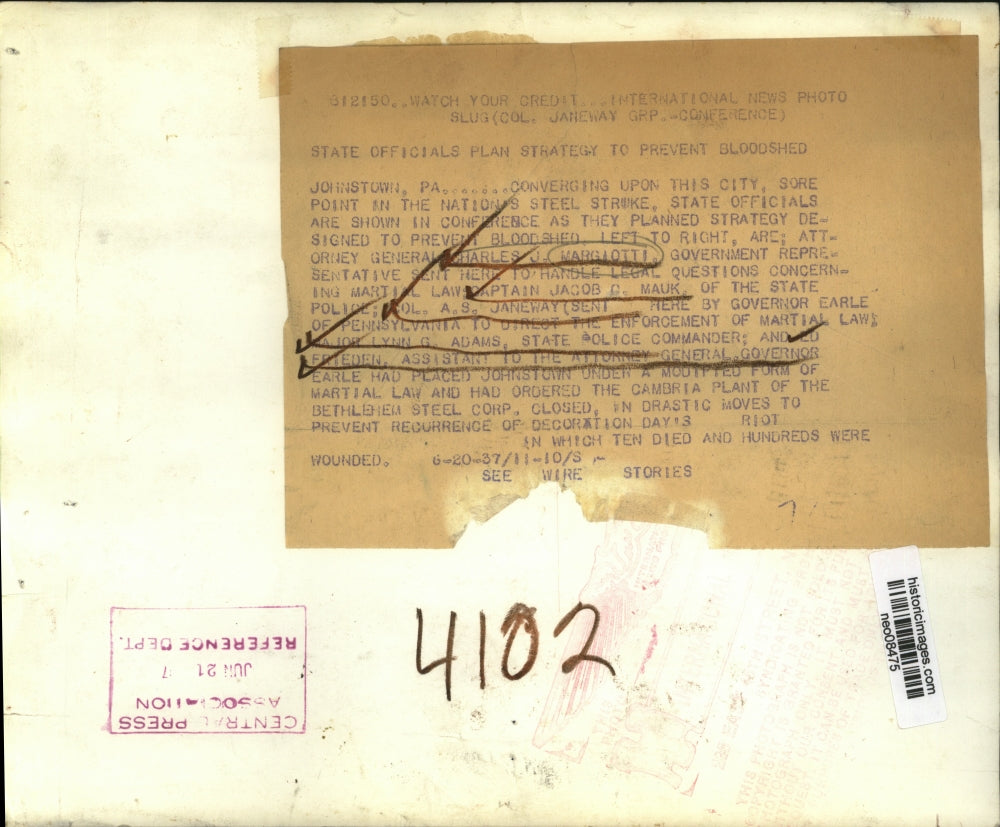 612150..WATCH YOUR CREDIT...INTERNATIONAL NEWS PHOTO
SLUG(COL. JANEWAY GRP.-CONFERENCE)
STATE OFFICIALS PLAN STRATEGY TO PREVENT BLOODSHED
JOHNSTOWN, PA.......CONVERGING UPON THIS CITY, SORE
POINT IN THE NATION'S STEEL STRIKE, STATE OFFICIALS
ARE SHOWN IN CONFERENCE AS THEY PLANNED STRATEGY DE-
SIGNED TO PREVENT BLOODSHED. LEFT TO RIGHT, ARE; ATT-
ORNEY GENERAL CHARLES J. MARGIOTTI, GOVERNMENT REPRE-
SENTATIVE SENT HERE TO HANDLE LEGAL QUESTIONS CONCERN-
ING MARTIAL LAW; CAPTAIN JACOB C. MAUK, OF THE STATE
POLICE; COL. A.S. JANEWAY(SENT HERE BY GOVERNOR EARLE
OF PENNSYLVANIA TO DIRECT THE ENFORCEMENT OF MARTIAL LAW;
MAJOR LYNN G. ADAMS, STATE POLICE COMMANDER; AND ED
FRIEDEN, ASSISTANT TO THE ATTORNEY GENERAL.GOVERNOR
EARLE HAD PLACED JOHNSTOWN UNDER A MODIFIED FORM OF
MARTIAL LAW AND HAD ORDERED THE CAMBRIA PLANT OF THE
BETHLEHEM STEEL CORP. CLOSED, IN DRASTIC MOVES TO
PREVENT RECURRENCE OF DECORATION DAY'S RIOT
IN WHICH TEN DIED AND HUNDREDS WERE
WOUNDED. 6-20-37/11-10/S
SEE WIRE STORIES
4102
CENTRAL PRESS
ASSOCIATION
JUN 21 7
REFERENCE DEPT.
historicimages.com
neo08475
THIS PHOTO